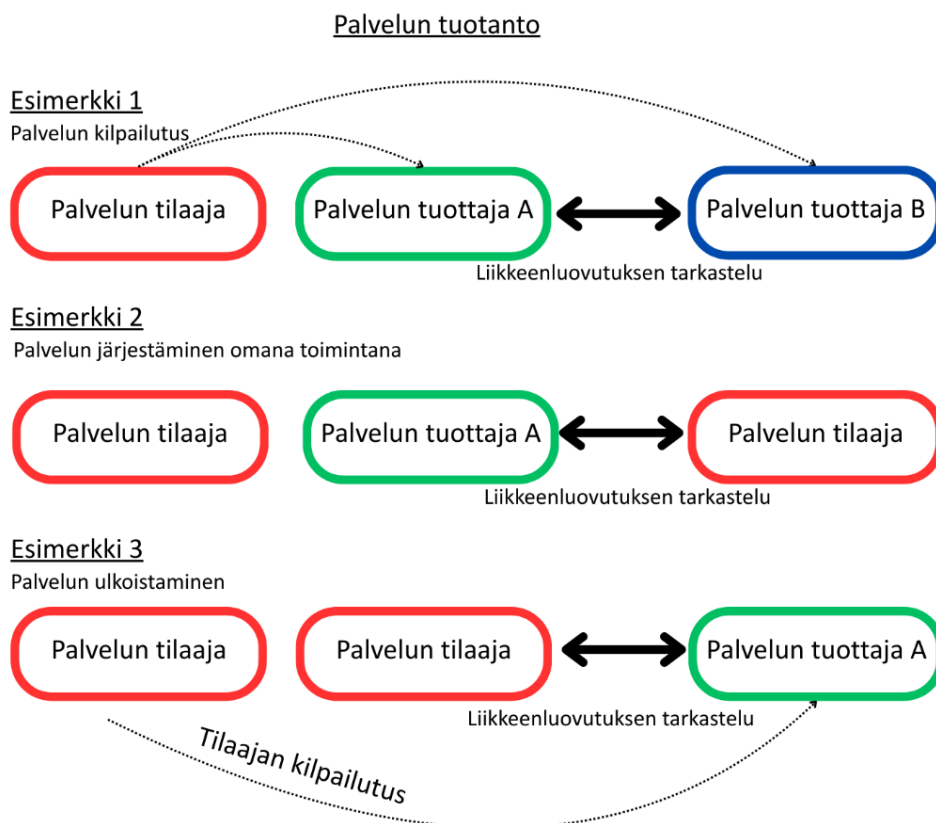 Palvelun tuotanto
Esimerkki 1
Palvelun kilpailutus
Palvelun tilaaja
Palvelun tuottaja A
Palvelun tuottaja B
Liikkeenluovutuksen tarkastelu
Esimerkki 2
Palvelun järjestäminen omana toimintana
Palvelun tilaaja
Palvelun tuottaja A
Palvelun tilaaja
Liikkeenluovutuksen tarkastelu
Esimerkki 3
Palvelun ulkoistaminen
Palvelun tilaaja
Palvelun tilaaja
Palvelun tuottaja A
Liikkeenluovutuksen tarkastelu
Tilaajan kilpailutus